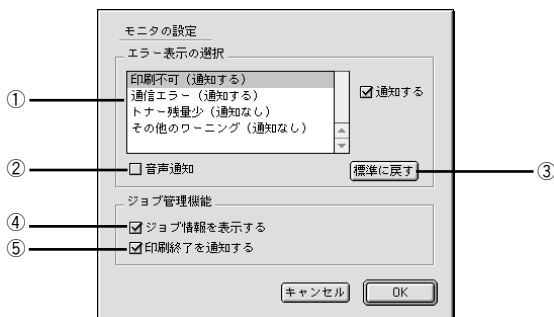 モニタの設定
エラー表示の選択
① 印刷不可（通知する）
通信エラー（通知する）
トナー残量少（通知なし）
その他のワーニング（通知なし）
通知する
② 音声通知
標準に戻す ③
ジョブ管理機能
④ ジョブ情報を表示する
⑤ 印刷終了を通知する
キャンセル OK